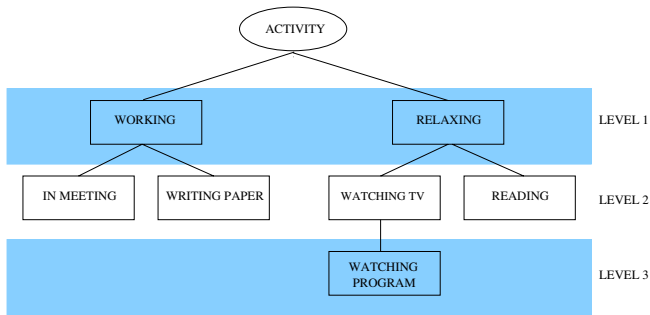 ACTIVITY
WORKING
RELAXING
LEVEL 1
IN MEETING
WRITING PAPER
WATCHING TV
READING
LEVEL 2
WATCHING
PROGRAM
LEVEL 3